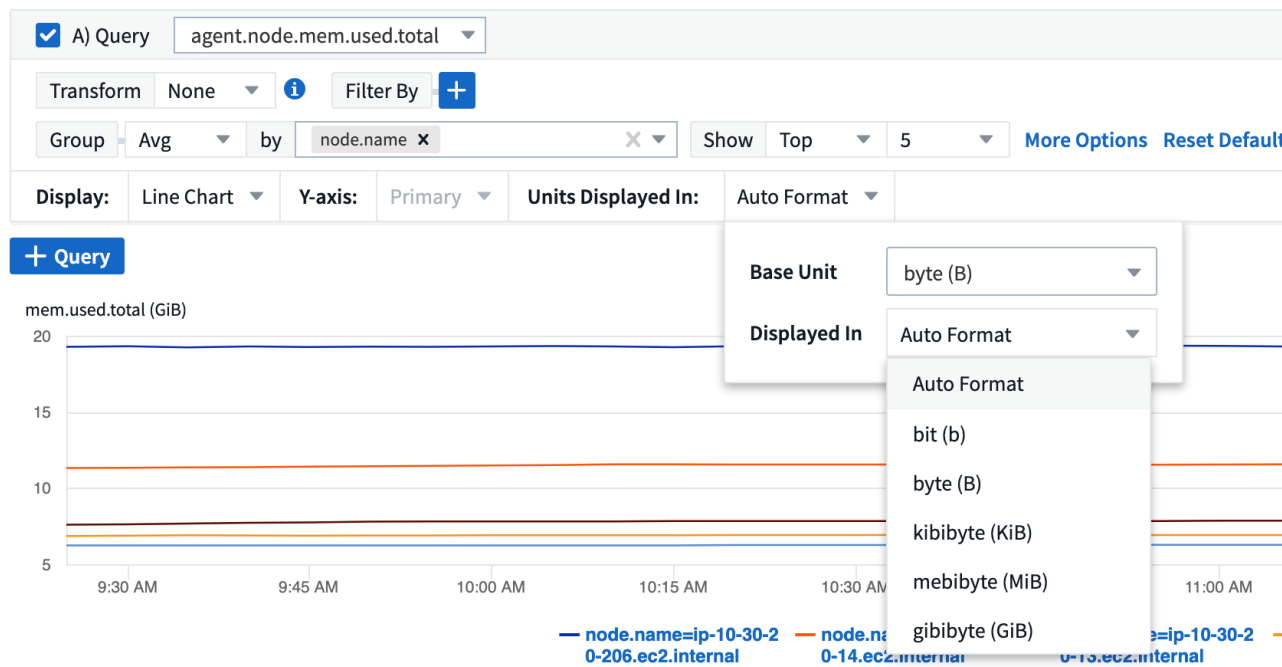 A) Query agent.node.mem.used.total
Transform None i Filter By +
Group Avg by node.name × Show Top 5 More Options Reset Default
Display: Line Chart Y-axis: Primary Units Displayed In: Auto Format
+ Query
Base Unit byte (B)
Displayed In Auto Format
Auto Format
bit (b)
byte (B)
kibibyte (KiB)
mebibyte (MiB)
gibibyte (GiB)
mem.used.total (GiB)
20
15
10
5
9:30 AM 9:45 AM 10:00 AM 10:15 AM 10:30 AM 11:00 AM
node.name=ip-10-30-2
0-206.ec2.internal
node.na
0-14.ec2.internal
e=ip-10-30-2
0-13.ec2.internal